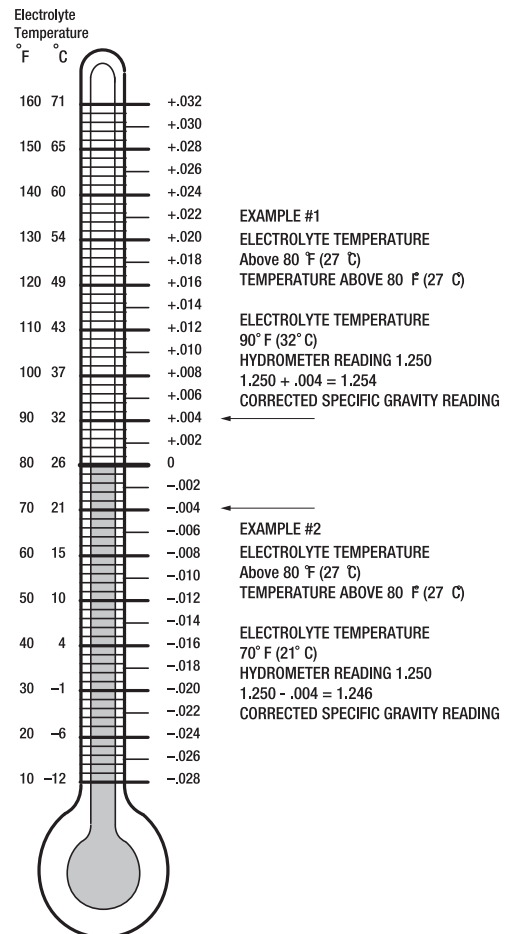 Electrolyte
Temperature
°F °C
160 71 +.032
+.030
150 65 +.028
+.026
140 60 +.024
+.022
130 54 +.020
+.018
120 49 +.016
+.014
110 43 +.012
+.010
100 37 +.008
+.006
90 32 +.004
+.002
80 26 0
-.002
70 21 -.004
-.006
60 15 -.008
-.010
50 10 -.012
-.014
40 4 -.016
-.018
30 -1 -.020
-.022
20 -6 -.024
-.026
10 -12 -.028
EXAMPLE #1
ELECTROLYTE TEMPERATURE
Above 80 °F (27 °C)
TEMPERATURE ABOVE 80 °F (27 °C)
ELECTROLYTE TEMPERATURE
90° F (32° C)
HYDROMETER READING 1.250
1.250 + .004 = 1.254
CORRECTED SPECIFIC GRAVITY READING
EXAMPLE #2
ELECTROLYTE TEMPERATURE
Above 80 °F (27 °C)
TEMPERATURE ABOVE 80 °F (27 °C)
ELECTROLYTE TEMPERATURE
70° F (21° C)
HYDROMETER READING 1.250
1.250 - .004 = 1.246
CORRECTED SPECIFIC GRAVITY READING